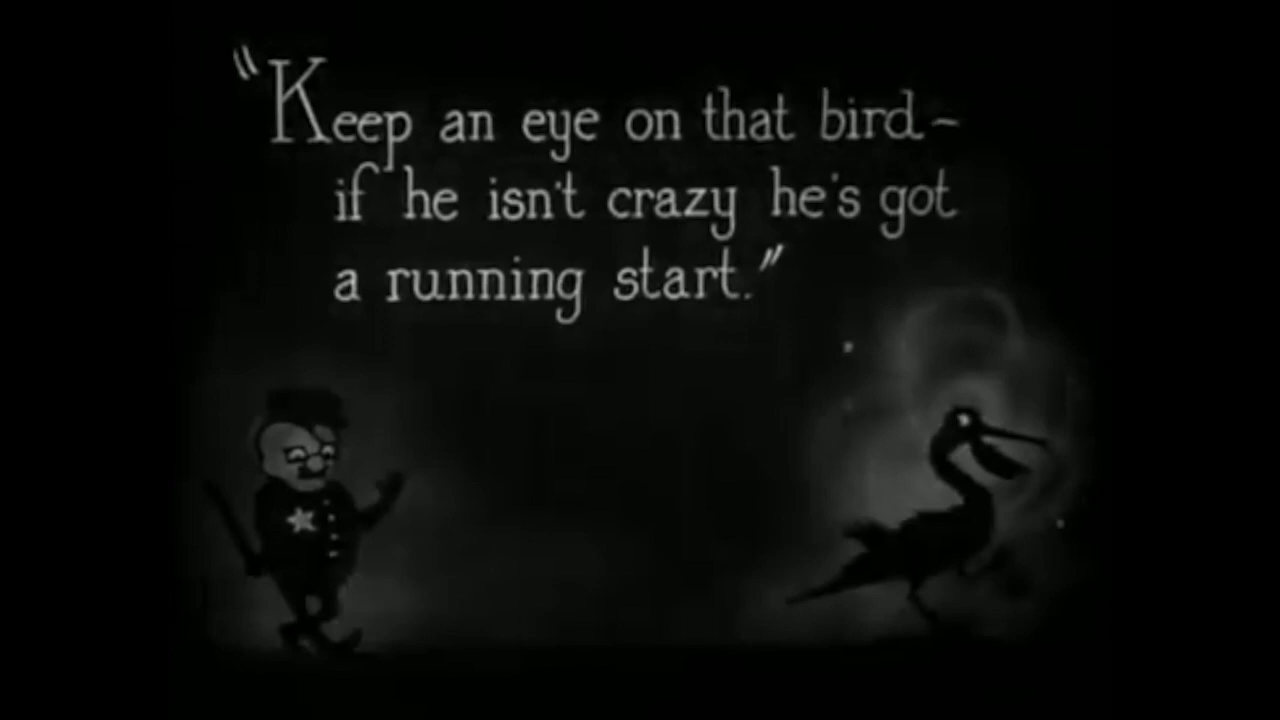 "Keep an eye on that bird~
if he isn't crazy he's got
a running start."